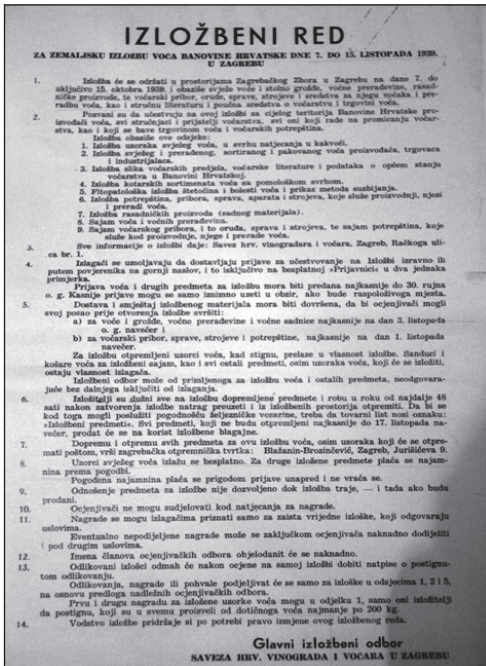 IZLOŽBENI RED
ZA ZEMALJSKU IZLOŽBU VOĆA BANOVINE HRVATSKE DNE 7. DO 15. LISTOPADA 1939.
U ZAGREBU
1. Izložba će se održati u prostorijama Zagrebačkog Zbora u Zagrebu na dane 7. do
uključivo 15. oktobra 1939. i obasiže svježe voće i stolno grožđe, voćne prerađevine, rasad-
ničke proizvode, te voćarski pribor, oruđe, sprave, strojeve i sredstva za njegu voćaka i pre-
radbu voća, kao i stručnu literaturu i poučna sredstva o voćarstvu i trgovini voća.
2. Pozvani su da učestvuju na ovoj izložbi sa cijelog teritorija Banovine Hrvatske pro-
izvođači voća, svi stručnjaci i prijatelji voćarstva, svi oni koji rade na promicanju voćar-
stva, kao i koji se bave trgovinom voća i voćarskih potrepština.
Izložba obasiže ove odsjeke:
1. Izložba uzoraka svježeg voća, u svrhu natjecanja u kakvoći.
2. Izložba svježeg i prerađenog, sortiranog i pakovanog voća proizvođača, trgovaca
i industrijalaca.
3. Izložba slika voćarskih predjela, voćarske literature i podataka o općem stanju
voćarstva u Banovini Hrvatskoj.
4. Izložba kotarskih sortimenata voća sa pomološkom svrhom.
5. Fitopatološka izložba štetočina i bolesti voća i prikaz metoda suzbijanja.
6. Izložba potrepština, pribora, sprava, aparata i strojeva, koje služe proizvodnji, njezi
i preradi voća.
7. Izložba rasadničkih proizvoda (sadnog materijala).
8. Sajam voća i voćnih prerađevina.
9. Sajam voćarskog pribora, i to oruđa, sprava i strojeva, te sajam potrepština, koje
služe kod proizvodnje, njege i prerade voća.
3. Sve informacije o izložbi daje: Savez hrv. vinogradara i voćara, Zagreb, Račkoga uli-
ca br. 1.
4. Izlagači se umoljavaju da dostavljaju prijave za učestvovanje na Izložbi izravno ili
putem povjerenika na gornji naslov, i to isključivo na besplatnoj »Prijavnici« u dva jednaka
primjerka.
Prijava voća i drugih predmeta za izložbu mora biti predana najkasnije do 30. rujna
o. g. Kasnije prijave mogu se samo iznimno uzeti u obzir, ako bude raspoloživoga mjesta.
5. Dostava i smještaj izložbenog materijala mora biti dovršena, da bi ocjenjivači mogli
svoj posao prije otvorenja izložbe svršiti:
a) za voće i grožđe, voćne prerađevine i voćne sadnice najkasnije na dan 3. listopada
o. g. navečer i
b) za voćarski pribor, sprave, strojeve i potrepštine, najkasnije na dan 1. listopada
navečer.
Za izložbu otpremljeni uzorci voća, kad stignu, prelaze u vlasnost izložbe. Sanduci i
košare voća za izložbeni sajam, kao i svi ostali predmeti, osim uzoraka voća, koji će se izložiti,
ostaju vlasnost izlagača.
Izložbeni odbor može od primljenoga za izložbu voća i ostalih predmeta, neodgovara-
juće bez daljnjega isključiti od izlaganja.
6. Izložitelji su dužni sve na izložbu dopremljene predmete i robu u roku od najdalje 48
sati nakon zatvorenja izložbe natrag preuzeti i iz izložbenih prostorija otpremiti. Da bi se
kod toga mogli poslužiti pogodnošću željezničke vozarine, treba da tovarni list nosi oznaku:
»Izložbeni predmeti«. Svi predmeti, koji ne budu otpremljeni najkasnije do 17. listopada na-
večer, prodat će se na korist izložbene blagajne.
7. Dopremu i otpremu svih predmeta za ovu izložbu voća, osim uzoraka koji će se otpre-
mati poštom, vrši zagrebačka otpremnička tvrtka: Blažanin-Brozinčević, Zagreb, Jurišićeva 9.
8. Uzorci svježeg voća izlažu se besplatno. Za druge izložene predmete plaća se najam-
nina prema pogodbi.
Pogođena najamnina plaća se prigodom prijave unapred i ne vraća se.
9. Odnošenje predmeta za izložbe nije dozvoljeno dok izložba traje, — i tada ako budu
prodani.
10. Ocjenjivači ne mogu sudjelovati kod natjecanja za nagrade.
11. Nagrade se mogu izlagačima priznati samo za zaista vrijedne izloške, koji odgovaraju
uslovima.
Eventualno nepodijeljene nagrade može se zaključkom ocjenjivača naknadno dodijeliti
i pod drugim uslovima.
12. Imena članova ocjenjivačkih odbora objelodanit će se naknadno.
13. Odlikovani izlošci odmah će nakon ocjene na samoj izložbi dobiti natpise o postignu-
tom odlikovanju.
Odlikovanja, nagrade ili pohvale podjeljivat će se samo za izloške u odsjecima 1, 2 i 5,
na osnovu predloga nadležnih ocjenjivačkih odbora.
Prvu i drugu nagradu za izložene uzorke voća mogu u odjelku 1, samo oni izložitelji
da postignu, koji su u svemu proizveli od dotičnoga voća najmanje po 200 kg.
14. Vodstvo izložbe pridržaje si po potrebi pravo izmjene ovog izložbenog reda.
Glavni izložbeni odbor
SAVEZA HRV. VINOGRADA I VOĆARA U ZAGREBU